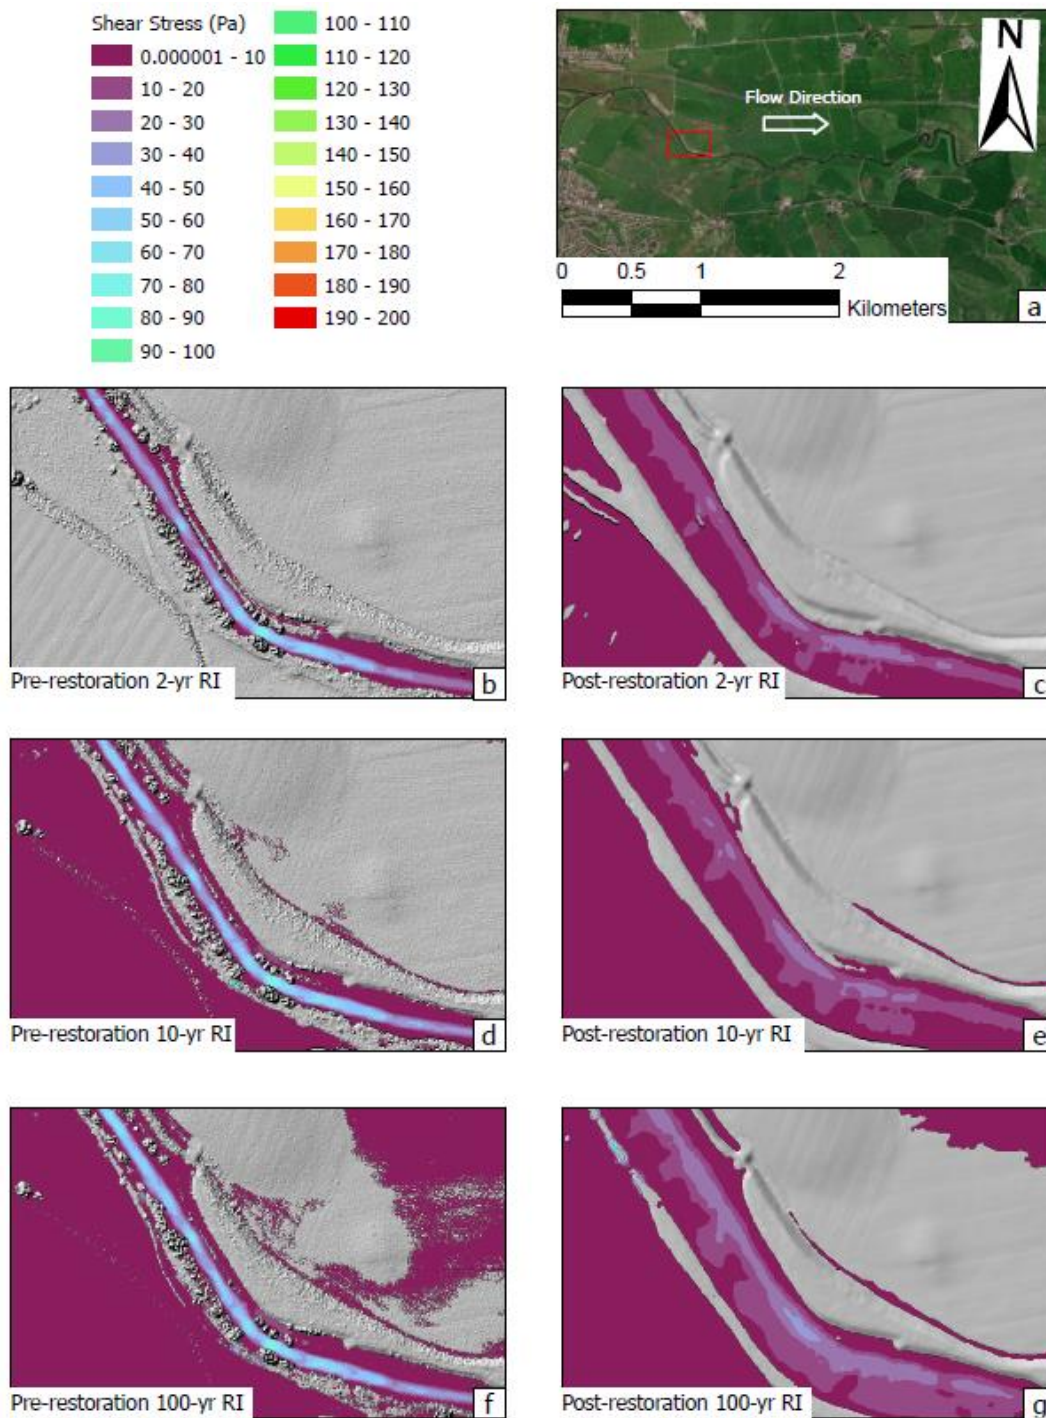 Shear Stress (Pa)
0.000001 - 10
10 - 20
20 - 30
30 - 40
40 - 50
50 - 60
60 - 70
70 - 80
80 - 90
90 - 100
100 - 110
110 - 120
120 - 130
130 - 140
140 - 150
150 - 160
160 - 170
170 - 180
180 - 190
190 - 200
Flow Direction
N
0 0.5 1 2
Kilometers
a
Pre-restoration 2-yr RI
b
Post-restoration 2-yr RI
c
Pre-restoration 10-yr RI
d
Post-restoration 10-yr RI
e
Pre-restoration 100-yr RI
f
Post-restoration 100-yr RI
g